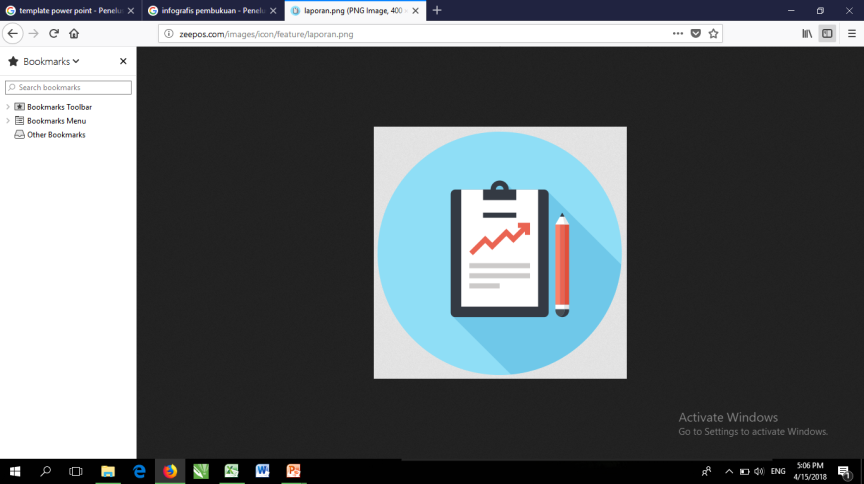 template power point - Penelu
infografis pembukuan - Penelu
laporan.png (PNG Image, 400
zeepos.com/images/icon/feature/laporan.png
Bookmarks
Search bookmarks
Bookmarks Toolbar
Bookmarks Menu
Other Bookmarks
Activate Windows
Go to Settings to activate Windows.
ENG
5:06 PM
4/15/2018
1